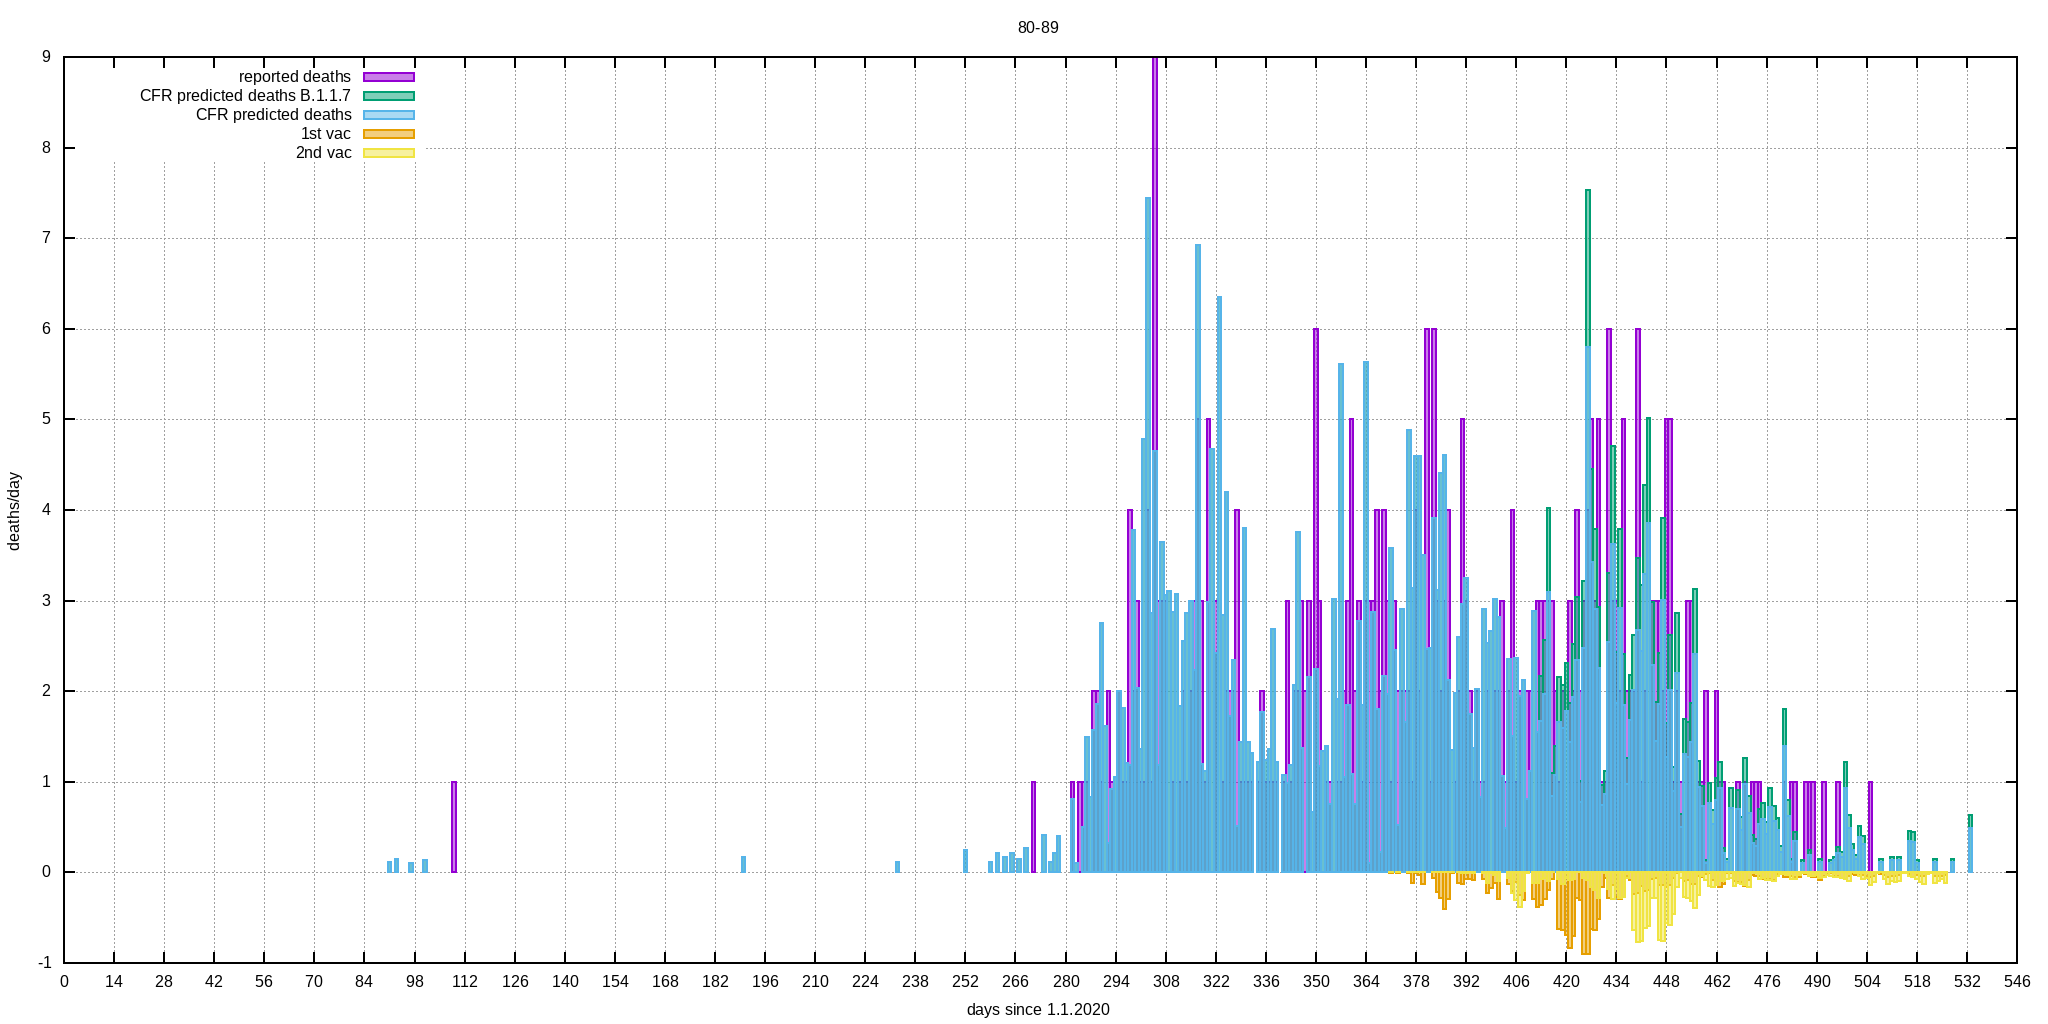 80-89
reported deaths
CFR predicted deaths B.1.1.7
CFR predicted deaths
1st vac
2nd vac
9
8
7
6
5
4
3
2
1
0
-1
deaths/day
0 14 28 42 56 70 84 98 112 126 140 154 168 182 196 210 224 238 252 266 280 294 308 322 336 350 364 378 392 406 420 434 448 462 476 490 504 518 532 546
days since 1.1.2020